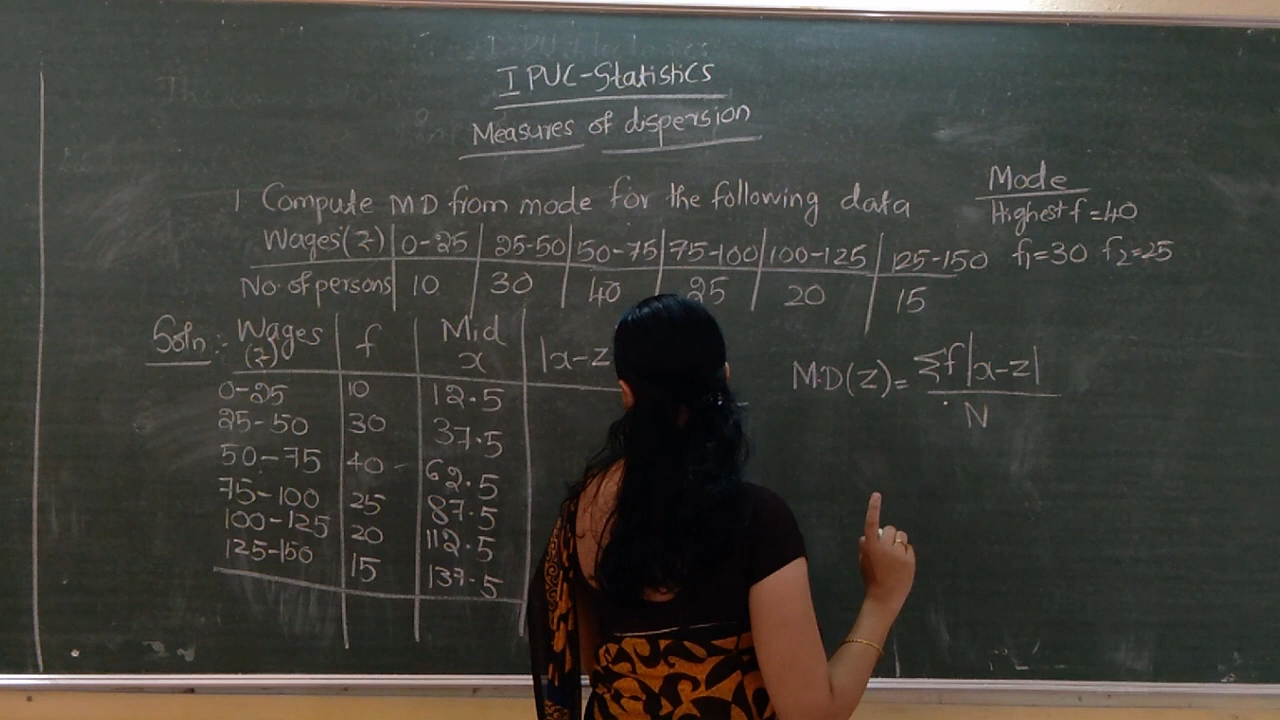 I PUC-Statistics
Measures of dispersion
1 Compute MD from mode for the following data
Wages(₹) 0-25 25-50 50-75 75-100 100-125 125-150
No. of persons 10 30 40 25 20 15
Mode
Highest f = 40
f₁=30 f₂=25
Soln :- Wages (₹) f Mid x |x-z
0-25 10 12.5
25-50 30 37.5
50-75 40 62.5
75-100 25 87.5
100-125 20 112.5
125-150 15 137.5
M.D(z) = Σf|x-z|
N